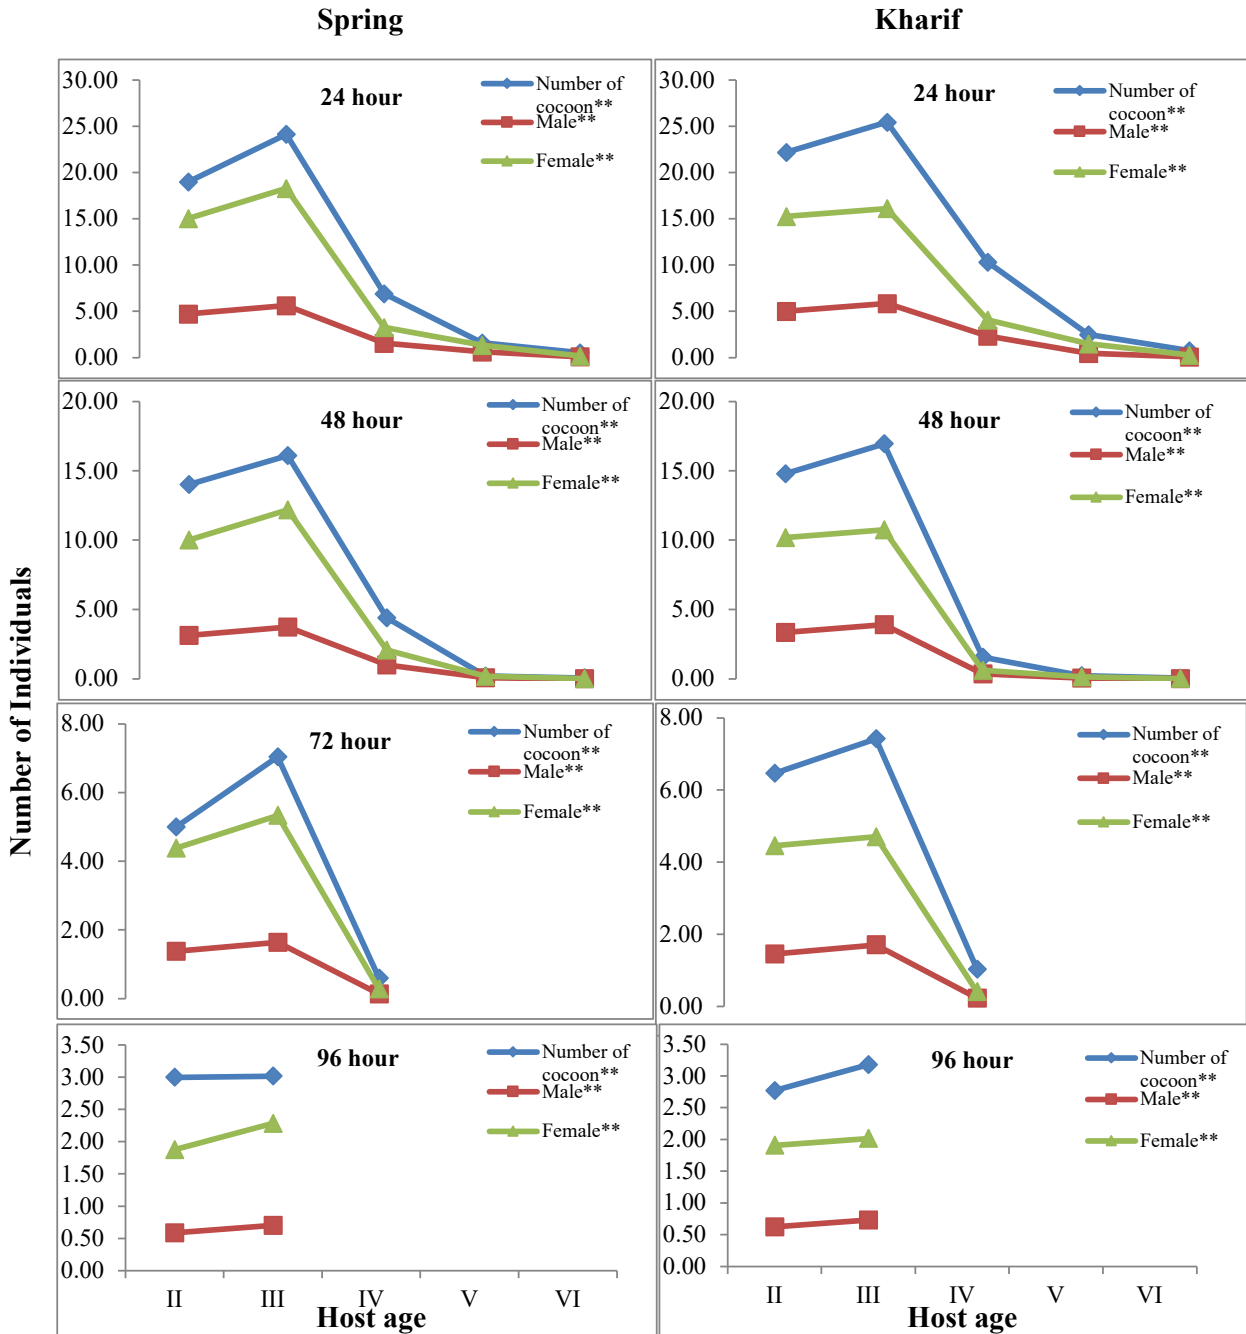 Spring
Kharif
Number of Individuals
30.00
25.00
20.00
15.00
10.00
5.00
0.00
24 hour
Number of
cocoon**
Male**
Female**
30.00
25.00
20.00
15.00
10.00
5.00
0.00
24 hour
Number of
cocoon**
Male**
Female**
20.00
15.00
10.00
5.00
0.00
48 hour
Number of
cocoon**
Male**
Female**
20.00
15.00
10.00
5.00
0.00
48 hour
Number of
cocoon**
Male**
Female**
8.00
6.00
4.00
2.00
0.00
72 hour
Number of
cocoon**
Male**
Female**
8.00
6.00
4.00
2.00
0.00
Number of
cocoon**
Male**
Female**
3.50
3.00
2.50
2.00
1.50
1.00
0.50
0.00
96 hour
Number of
cocoon**
Male**
Female**
II III IV V VI
Host age
3.50
3.00
2.50
2.00
1.50
1.00
0.50
0.00
96 hour
Number of
cocoon**
Male**
Female**
II III IV V VI
Host age